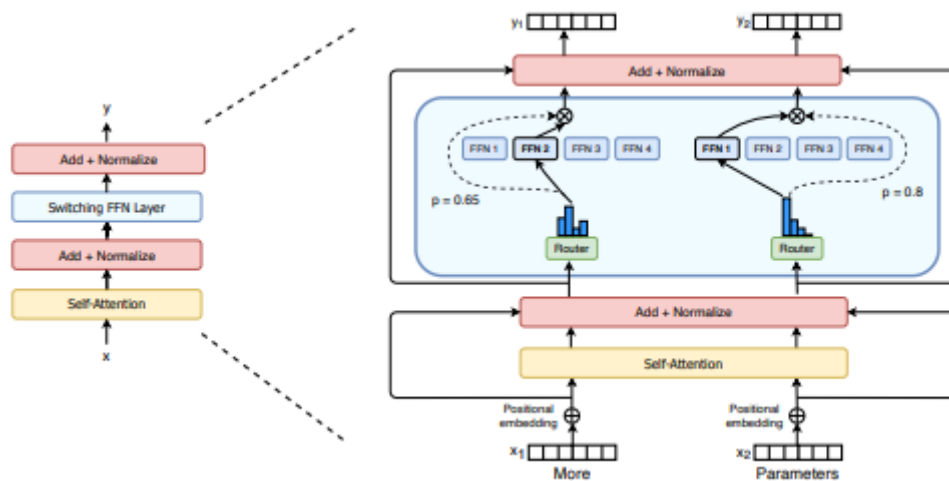 y
Add + Normalize
Switching FFN Layer
Add + Normalize
Self-Attention
x
y1
y2
Add + Normalize
FFN 1 FFN 2 FFN 3 FFN 4
FFN 1 FFN 2 FFN 3 FFN 4
p = 0.65
p = 0.8
Router
Router
Add + Normalize
Self-Attention
Positional
embedding
Positional
embedding
x1
x2
More
Parameters